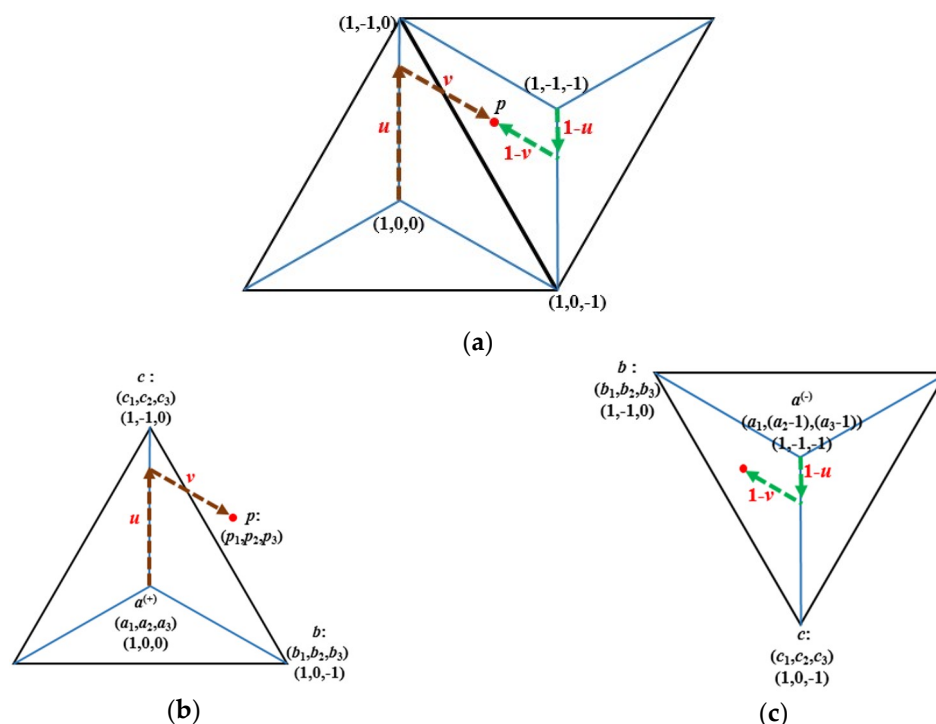 (1,-1,0)
(1,-1,-1)
v
p
u
1-u
1-v
(1,0,0)
(1,0,-1)
(a)
c :
(c₁,c₂,c₃)
(1,-1,0)
v
u
p:
(p₁,p₂,p₃)
a⁽⁺⁾
(a₁,a₂,a₃)
(1,0,0)
b:
(b₁,b₂,b₃)
(1,0,-1)
(b)
b :
(b₁,b₂,b₃)
(1,-1,0)
a⁽⁻⁾
(a₁,(a₂-1),(a₃-1))
(1,-1,-1)
1-u
1-v
c:
(c₁,c₂,c₃)
(1,0,-1)
(c)